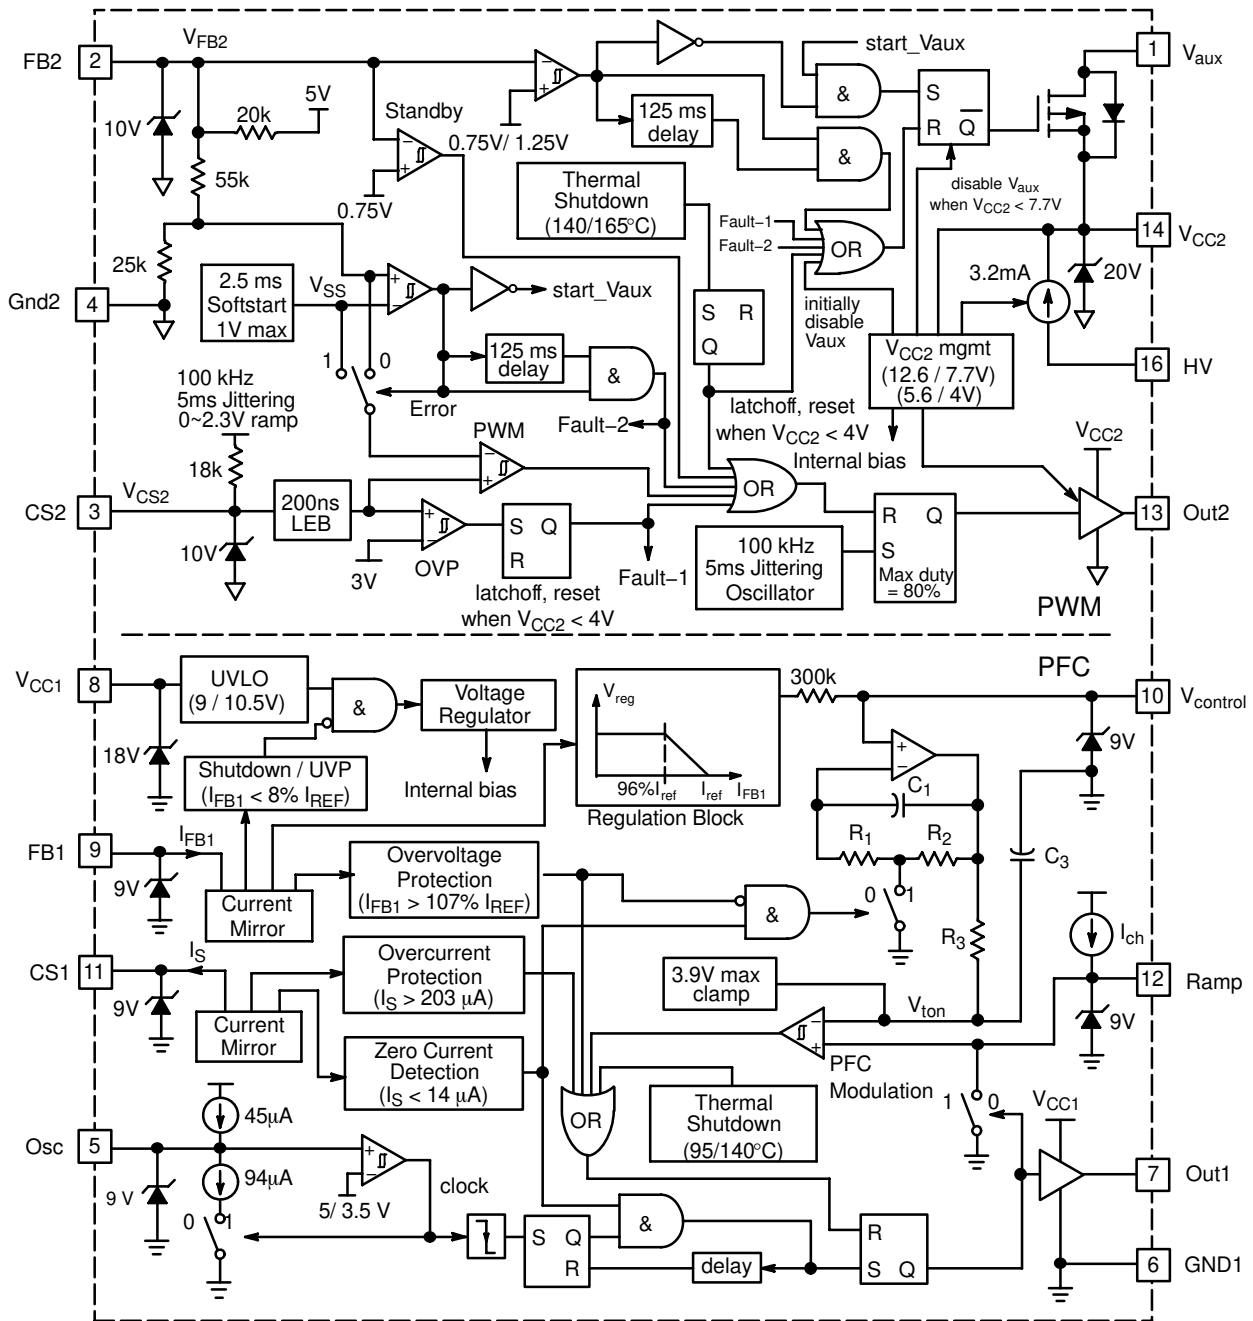 FB2
2
V_FB2
10V
20k
5V
55k
25k
Gnd2
4
Standby
0.75V
0.75V/ 1.25V
− +
− +
125 ms
delay
start_Vaux
&
&
S
R Q̅
1
V_aux
disable V_aux
when V_CC2 < 7.7V
Thermal
Shutdown
(140/165°C)
Fault−1
Fault−2
OR
14
V_CC2
3.2mA
20V
2.5 ms
Softstart
1V max
V_SS
+ −
start_Vaux
initially
disable
Vaux
S R
Q
V_CC2 mgmt
(12.6 / 7.7V)
(5.6 / 4V)
16
HV
1 0
125 ms
delay
&
Error
100 kHz
5ms Jittering
0~2.3V ramp
18k
Fault−2
latchoff, reset
when V_CC2 < 4V
Internal bias
V_CC2
PWM
− +
V_CS2
CS2
3
10V
200ns
LEB
3V
+ −
OVP
S Q
R
Fault−1
latchoff, reset
when V_CC2 < 4V
OR
100 kHz
5ms Jittering
Oscillator
R Q
S
Max duty
= 80%
13
Out2
PWM
PFC
V_CC1
8
18V
UVLO
(9 / 10.5V)
&
Voltage
Regulator
Internal bias
Shutdown / UVP
(I_FB1 < 8% I_REF)
V_reg
96%I_ref
I_ref
I_FB1
Regulation Block
300k
10
V_control
9V
+ −
C1
R1
R2
C3
0 1
R3
FB1
9
I_FB1
9V
Current
Mirror
Overvoltage
Protection
(I_FB1 > 107% I_REF)
&
I_ch
CS1
11
I_S
9V
Current
Mirror
Overcurrent
Protection
(I_S > 203 μA)
3.9V max
clamp
V_ton
12
Ramp
9V
Zero Current
Detection
(I_S < 14 μA)
− +
PFC
Modulation
OR
Thermal
Shutdown
(95/140°C)
1 0
V_CC1
45μA
Osc
5
94μA
9 V
0 1
+ −
5/ 3.5 V
clock
S Q
R
&
delay
R
S Q
7
Out1
6
GND1